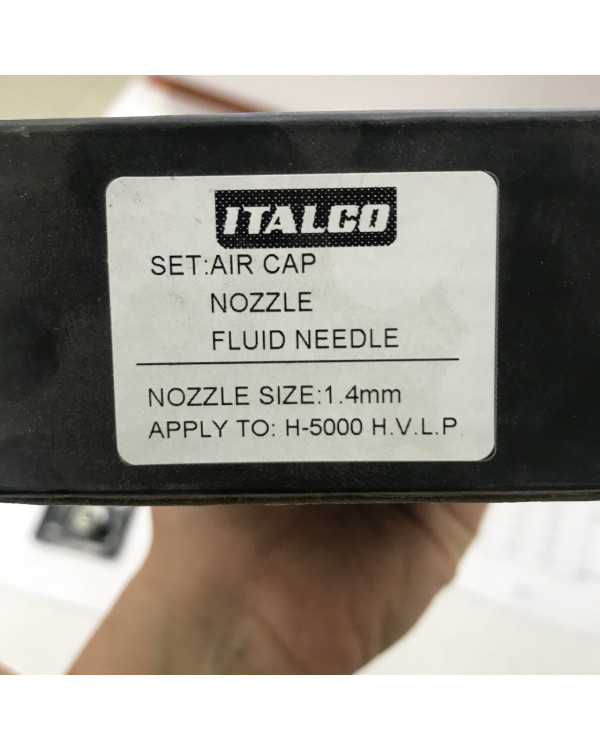 ITALCO
SET:AIR CAP
NOZZLE
FLUID NEEDLE
NOZZLE SIZE:1.4mm
APPLY TO: H-5000 H.V.L.P